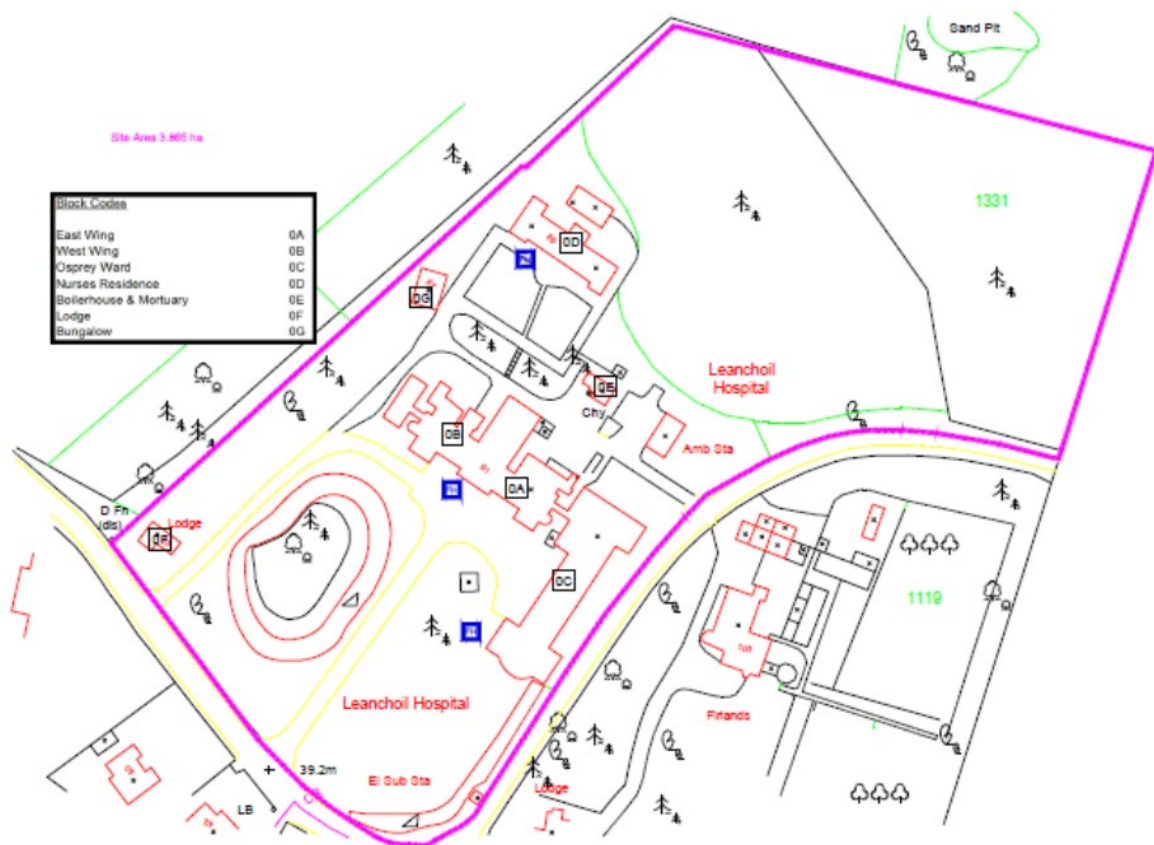 Sand Pit
Site Area 3.865 ha
Block Codes
East Wing 0A
West Wing 0B
Osprey Ward 0C
Nurses Residence 0D
Boilerhouse & Mortuary 0E
Lodge 0F
Bungalow 0G
1331
0D
0G
Leanchoil
Hospital
0E
Chy
0B
Amb Sta
0A
D Fn
(dis)
Lodge
0F
0C
1119
Leanchoil Hospital
Firlands
39.2m
El Sub Sta
Lodge
LB